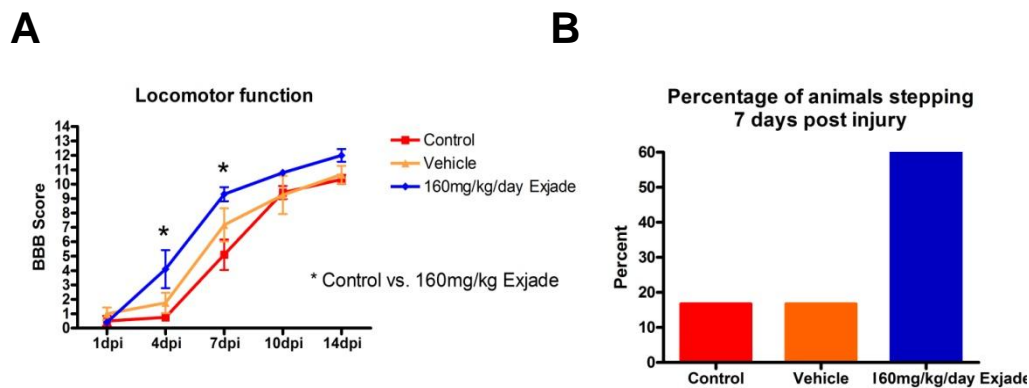 A
B
Locomotor function
14
13
12
11
10
9
8
7
6
5
4
3
2
1
0
BBB Score
1dpi 4dpi 7dpi 10dpi 14dpi
*
*
Control
Vehicle
160mg/kg/day Exjade
* Control vs. 160mg/kg Exjade
Percentage of animals stepping
7 days post injury
60
50
40
30
20
10
0
Percent
Control Vehicle 160mg/kg/day Exjade